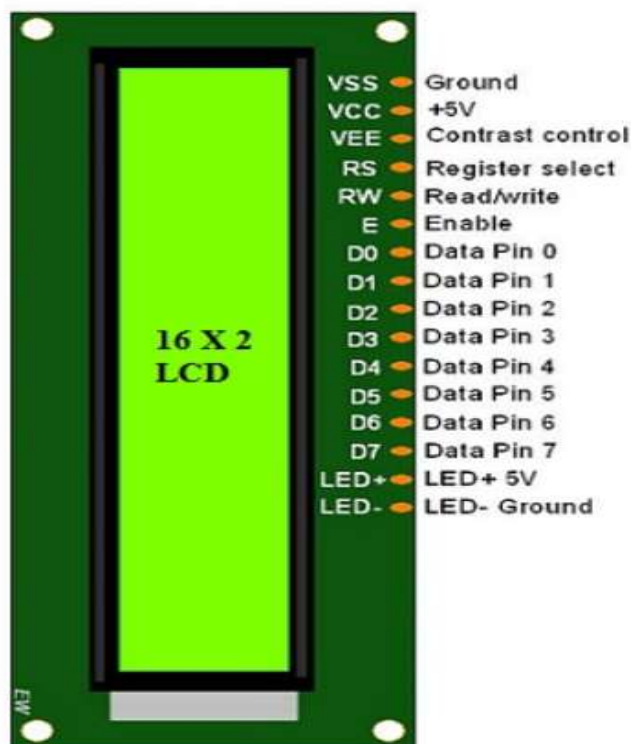 VSS Ground
VCC +5V
VEE Contrast control
RS Register select
RW Read/write
E Enable
D0 Data Pin 0
D1 Data Pin 1
D2 Data Pin 2
D3 Data Pin 3
16 X 2
LCD
D4 Data Pin 4
D5 Data Pin 5
D6 Data Pin 6
D7 Data Pin 7
LED+ LED+ 5V
LED- LED- Ground
EW